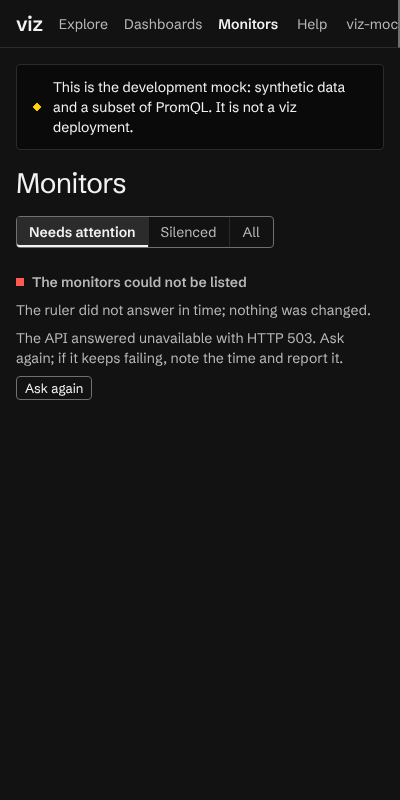 viz Explore Dashboards Monitors Help viz-moc
This is the development mock: synthetic data
and a subset of PromQL. It is not a viz
deployment.
Monitors
Needs attention Silenced All
The monitors could not be listed
The ruler did not answer in time; nothing was changed.
The API answered unavailable with HTTP 503. Ask
again; if it keeps failing, note the time and report it.
Ask again